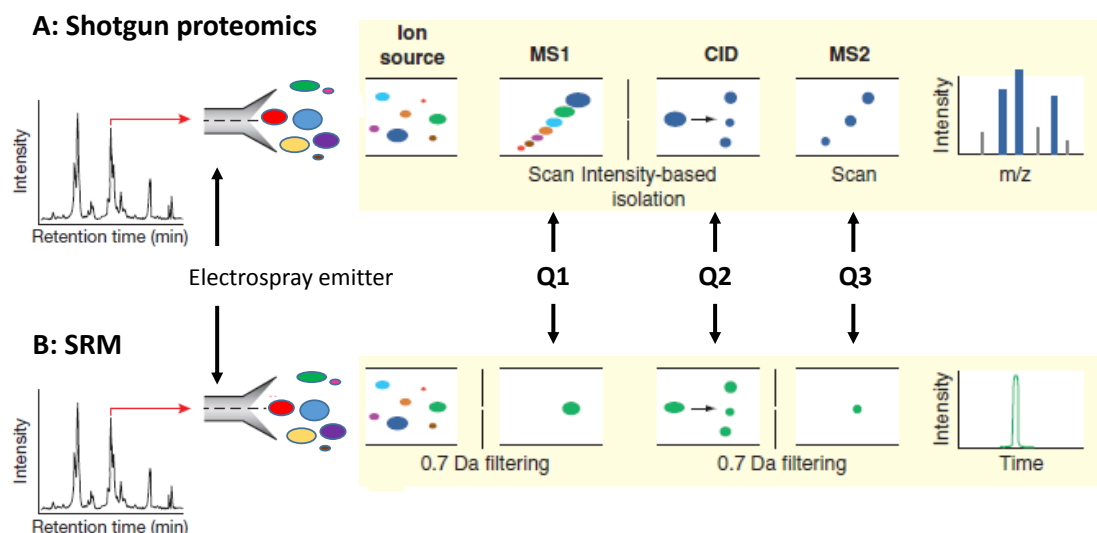 A: Shotgun proteomics
Ion
source
MS1
CID
MS2
Intensity
Retention time (min)
Scan
Intensity-based
isolation
Scan
Intensity
m/z
Electrospray emitter
Q1
Q2
Q3
B: SRM
Intensity
Retention time (min)
0.7 Da filtering
0.7 Da filtering
Intensity
Time